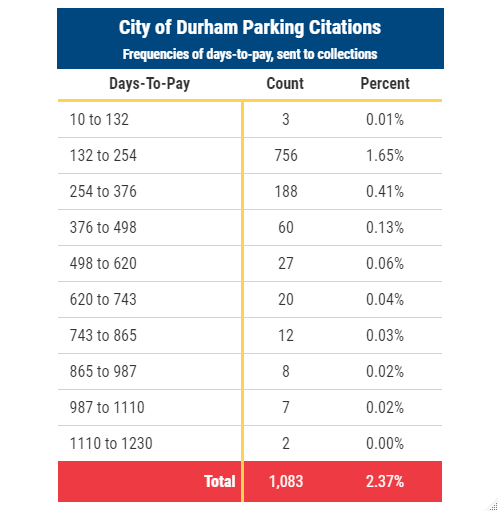 City of Durham Parking Citations
Frequencies of days-to-pay, sent to collections
Days-To-Pay Count Percent
10 to 132 3 0.01%
132 to 254 756 1.65%
254 to 376 188 0.41%
376 to 498 60 0.13%
498 to 620 27 0.06%
620 to 743 20 0.04%
743 to 865 12 0.03%
865 to 987 8 0.02%
987 to 1110 7 0.02%
1110 to 1230 2 0.00%
Total 1,083 2.37%